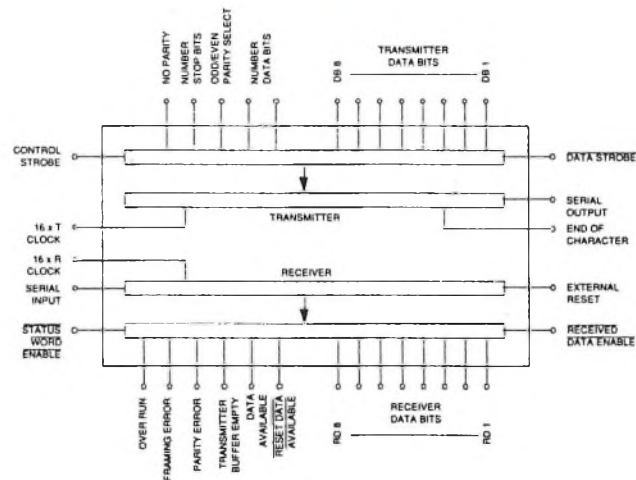 NO PARITY
NUMBER
STOP BITS
ODD/EVEN
PARITY SELECT
NUMBER
DATA BITS
DB 8
TRANSMITTER
DATA BITS
DB 1
CONTROL
STROBE
DATA STROBE
SERIAL
OUTPUT
TRANSMITTER
16 x T
CLOCK
END OF
CHARACTER
16 x R
CLOCK
RECEIVER
SERIAL
INPUT
EXTERNAL
RESET
STATUS
WORD
ENABLE
RECEIVED
DATA ENABLE
OVER RUN
FRAMING ERROR
PARITY ERROR
TRANSMITTER
BUFFER EMPTY
DATA
AVAILABLE
RESET DATA
AVAILABLE
RD 8
RECEIVER
DATA BITS
RD 1